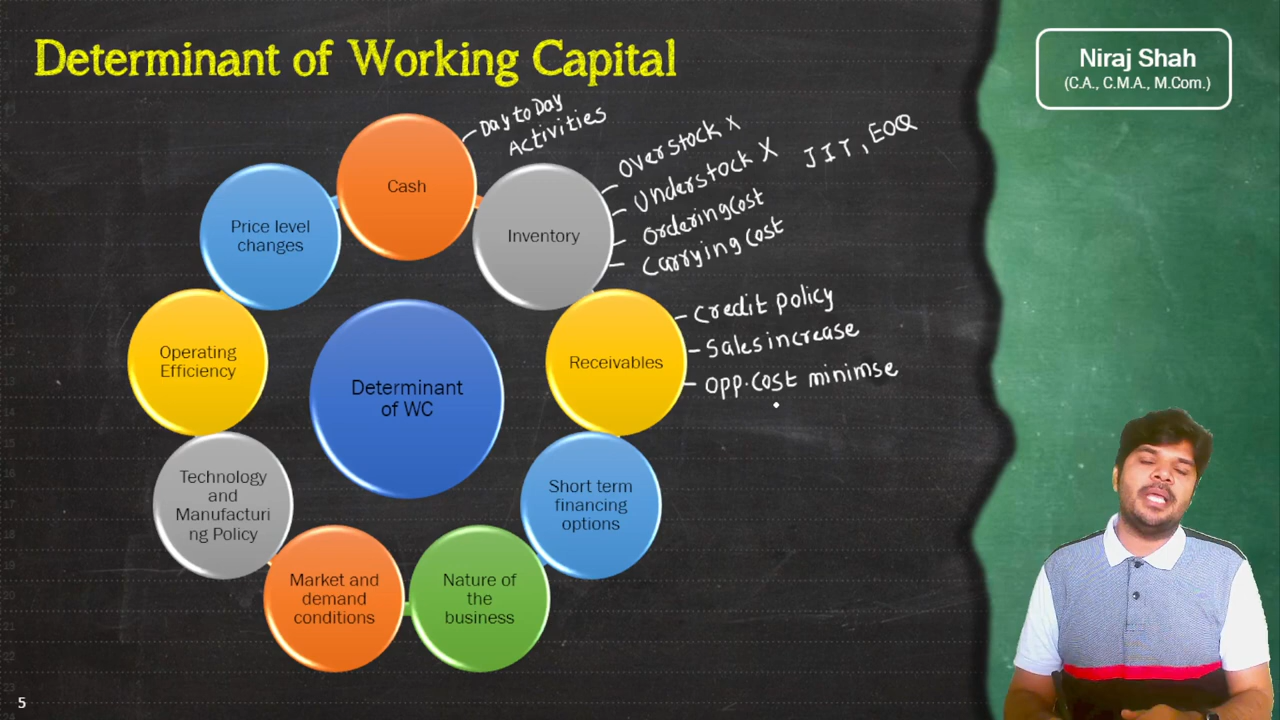 Determinant of Working Capital
Niraj Shah
(C.A., C.M.A., M.Com.)
Cash
Day to Day
Activities
Inventory
Overstock X
Understock X
Ordering Cost
Carrying Cost
JIT, EOQ
Receivables
Credit policy
Sales increase
Opp. Cost minimse
Short term
financing
options
Nature of
the
business
Market and
demand
conditions
Technology
and
Manufacturi
ng Policy
Operating
Efficiency
Price level
changes
Determinant
of WC
5